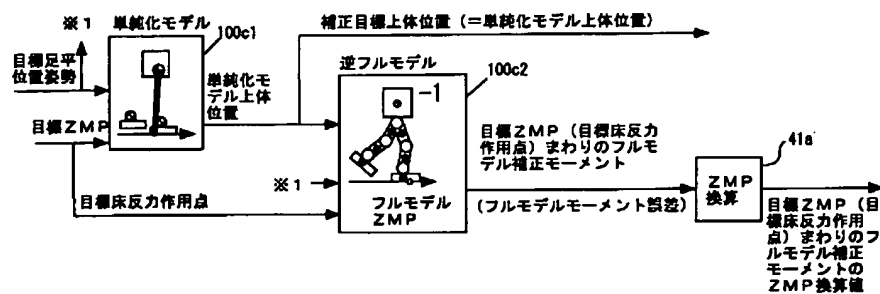 ※1
単純化モデル
100c1
補正目標上体位置（＝単純化モデル上体位置）
目標足平
位置姿勢
単純化モ
デル上体
位置
逆フルモデル
100c2
-1
目標ZMP
目標ZMP（目標床反力
作用点）まわりのフルモ
デル補正モーメント
41a
※1
目標床反力作用点
フルモデル
ZMP
（フルモデルモーメント誤差）
ZMP
換算
目標ZMP（目
標床反力作用
点）まわりのフ
ルモデル補正
モーメントの
ZMP換算値